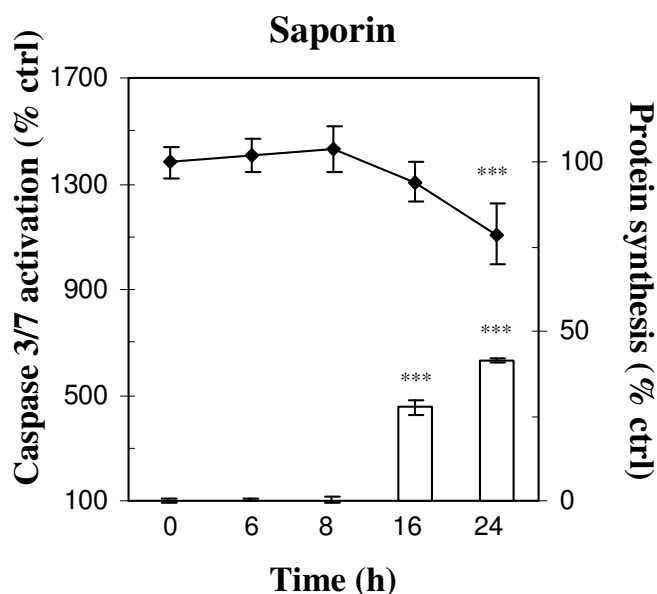 Saporin
Caspase 3/7 activation (% ctrl)
1700
1300
900
500
100
Protein synthesis (% ctrl)
100
50
0
***
***
***
0 6 8 16 24
Time (h)